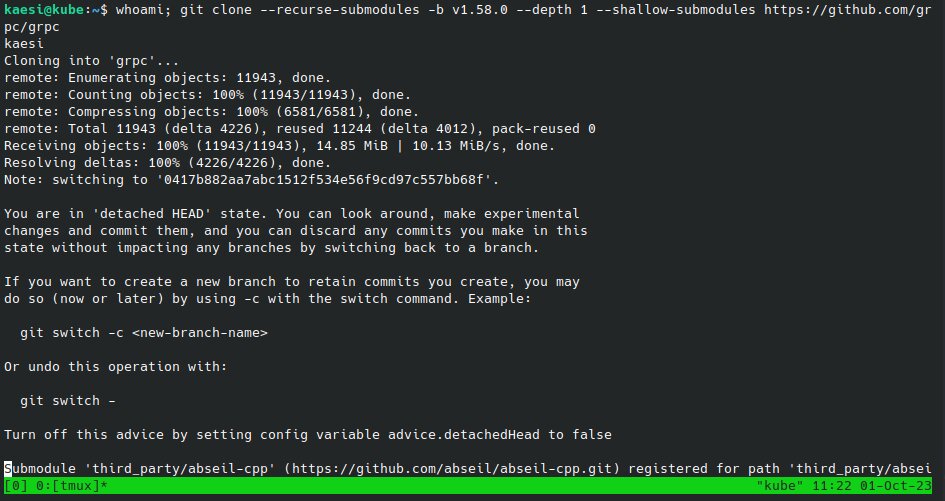 kaesi@kube:~$ whoami; git clone --recurse-submodules -b v1.58.0 --depth 1 --shallow-submodules https://github.com/gr
pc/grpc
kaesi
Cloning into 'grpc'...
remote: Enumerating objects: 11943, done.
remote: Counting objects: 100% (11943/11943), done.
remote: Compressing objects: 100% (6581/6581), done.
remote: Total 11943 (delta 4226), reused 11244 (delta 4012), pack-reused 0
Receiving objects: 100% (11943/11943), 14.85 MiB | 10.13 MiB/s, done.
Resolving deltas: 100% (4226/4226), done.
Note: switching to '0417b882aa7abc1512f534e56f9cd97c557bb68f'.

You are in 'detached HEAD' state. You can look around, make experimental
changes and commit them, and you can discard any commits you make in this
state without impacting any branches by switching back to a branch.

If you want to create a new branch to retain commits you create, you may
do so (now or later) by using -c with the switch command. Example:

  git switch -c <new-branch-name>

Or undo this operation with:

  git switch -

Turn off this advice by setting config variable advice.detachedHead to false

Submodule 'third_party/abseil-cpp' (https://github.com/abseil/abseil-cpp.git) registered for path 'third_party/absei
[0] 0:[tmux]* "kube" 11:22 01-Oct-23